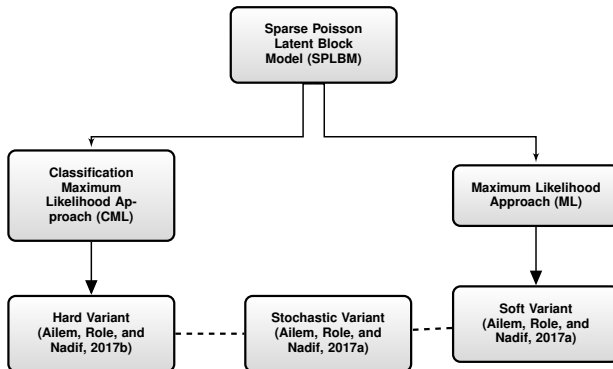 Sparse Poisson
Latent Block
Model (SPLBM)
Classification
Maximum
Likelihood Ap-
proach (CML)
Maximum Likelihood
Approach (ML)
Hard Variant
(Ailem, Role, and
Nadif, 2017b)
Stochastic Variant
(Ailem, Role, and
Nadif, 2017a)
Soft Variant
(Ailem, Role, and
Nadif, 2017a)